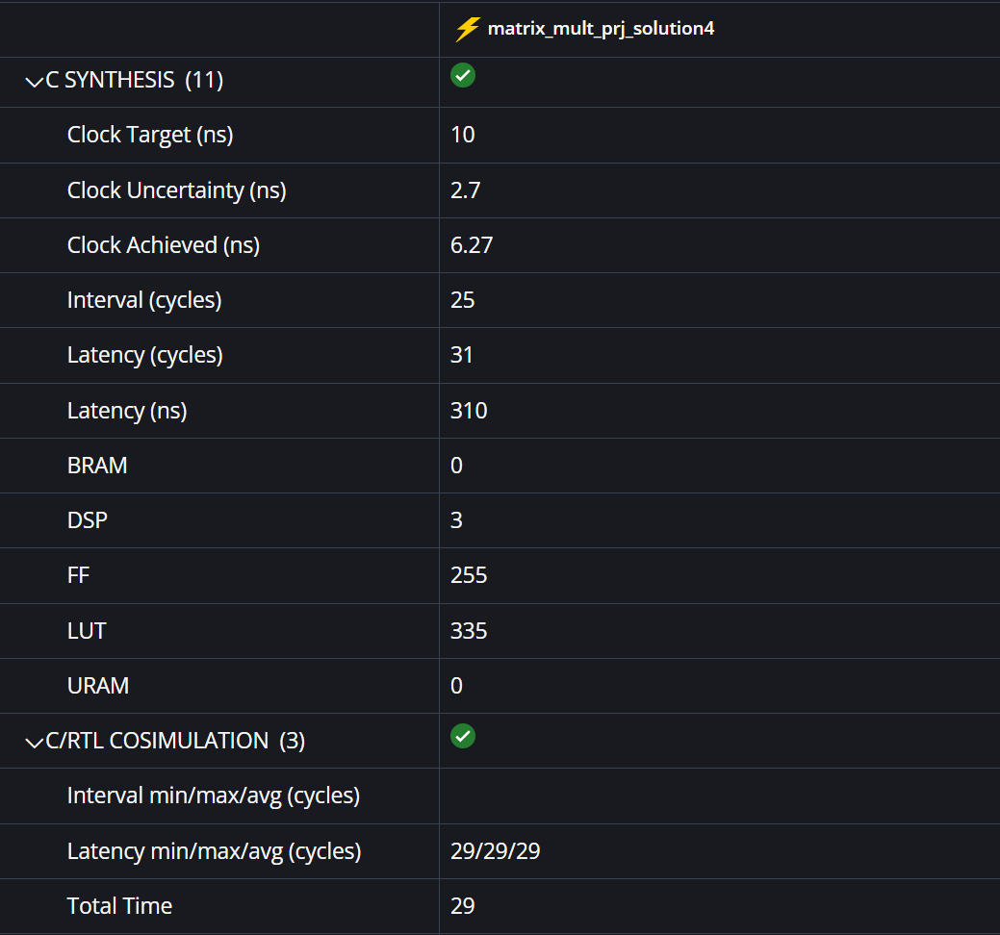 matrix_mult_prj_solution4
C SYNTHESIS (11)
Clock Target (ns) 10
Clock Uncertainty (ns) 2.7
Clock Achieved (ns) 6.27
Interval (cycles) 25
Latency (cycles) 31
Latency (ns) 310
BRAM 0
DSP 3
FF 255
LUT 335
URAM 0
C/RTL COSIMULATION (3)
Interval min/max/avg (cycles)
Latency min/max/avg (cycles) 29/29/29
Total Time 29